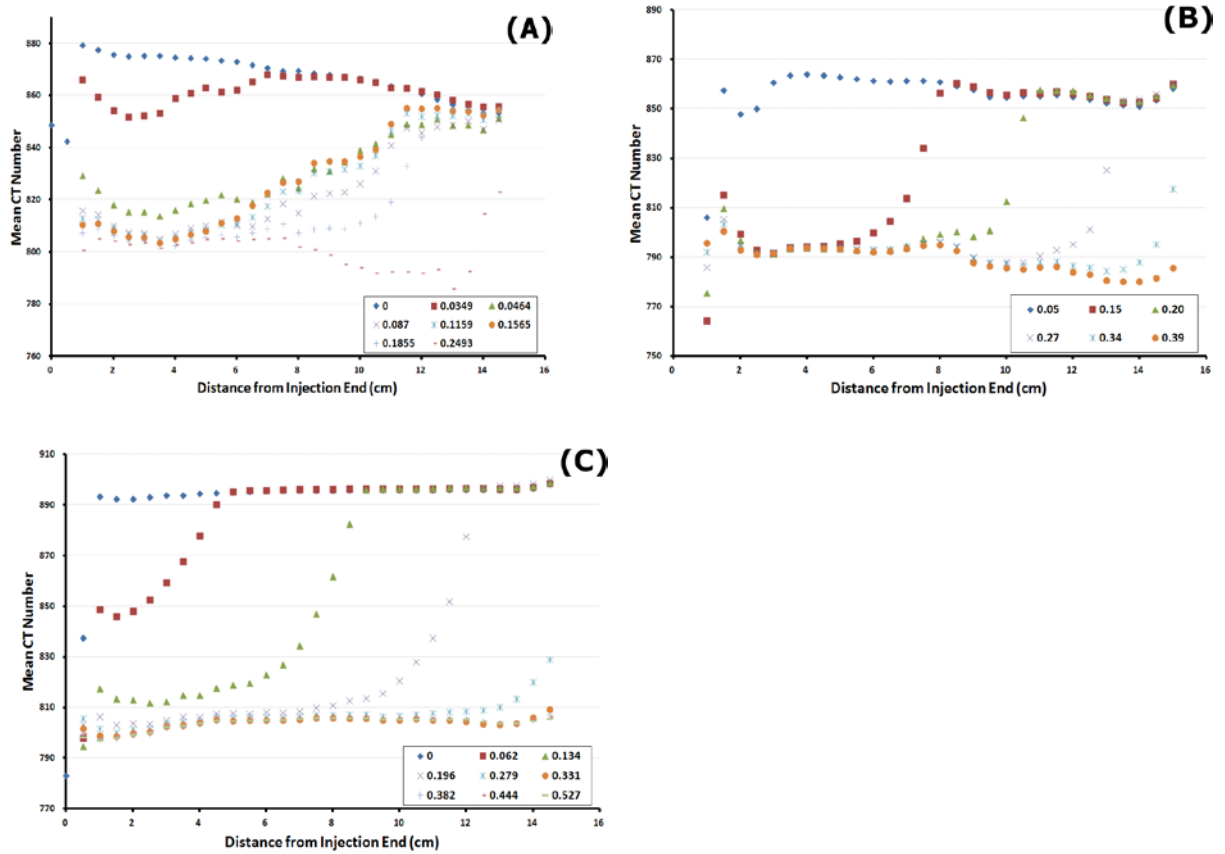 (A)
Mean CT Number
880
860
840
820
800
780
760
0 2 4 6 8 10 12 14 16
Distance from Injection End (cm)
0 0.0349 0.0464
0.087 0.1159 0.1565
0.1855 0.2493
(B)
Mean CT Number
890
870
850
830
810
790
770
750
0 2 4 6 8 10 12 14 16
Distance from Injection End (cm)
0.05 0.15 0.20
0.27 0.34 0.39
(C)
Mean CT Number
910
890
870
850
830
810
790
770
0 2 4 6 8 10 12 14 16
Distance from Injection End (cm)
0 0.062 0.134
0.196 0.279 0.331
0.382 0.444 0.527